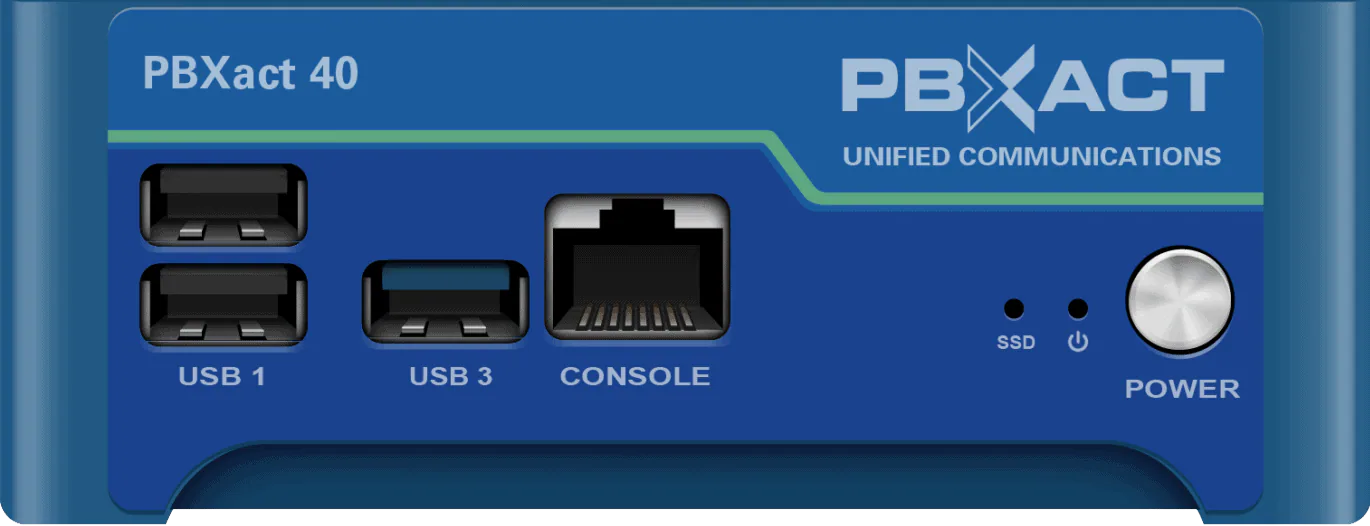 PBXact 40
PBXACT
UNIFIED COMMUNICATIONS
USB 1
USB 3
CONSOLE
SSD
POWER